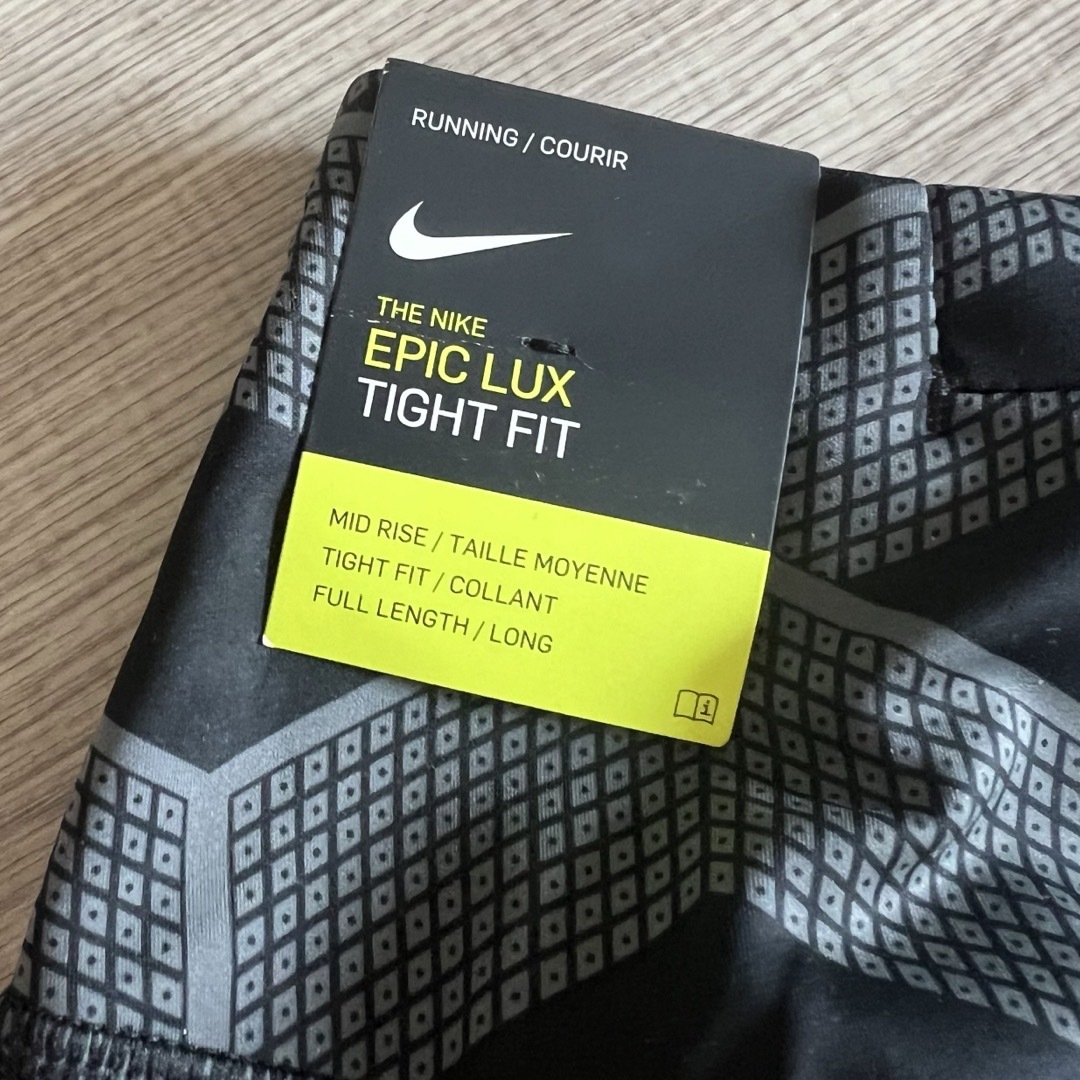 RUNNING / COURIR
THE NIKE
EPIC LUX
TIGHT FIT
MID RISE / TAILLE MOYENNE
TIGHT FIT / COLLANT
FULL LENGTH / LONG
i